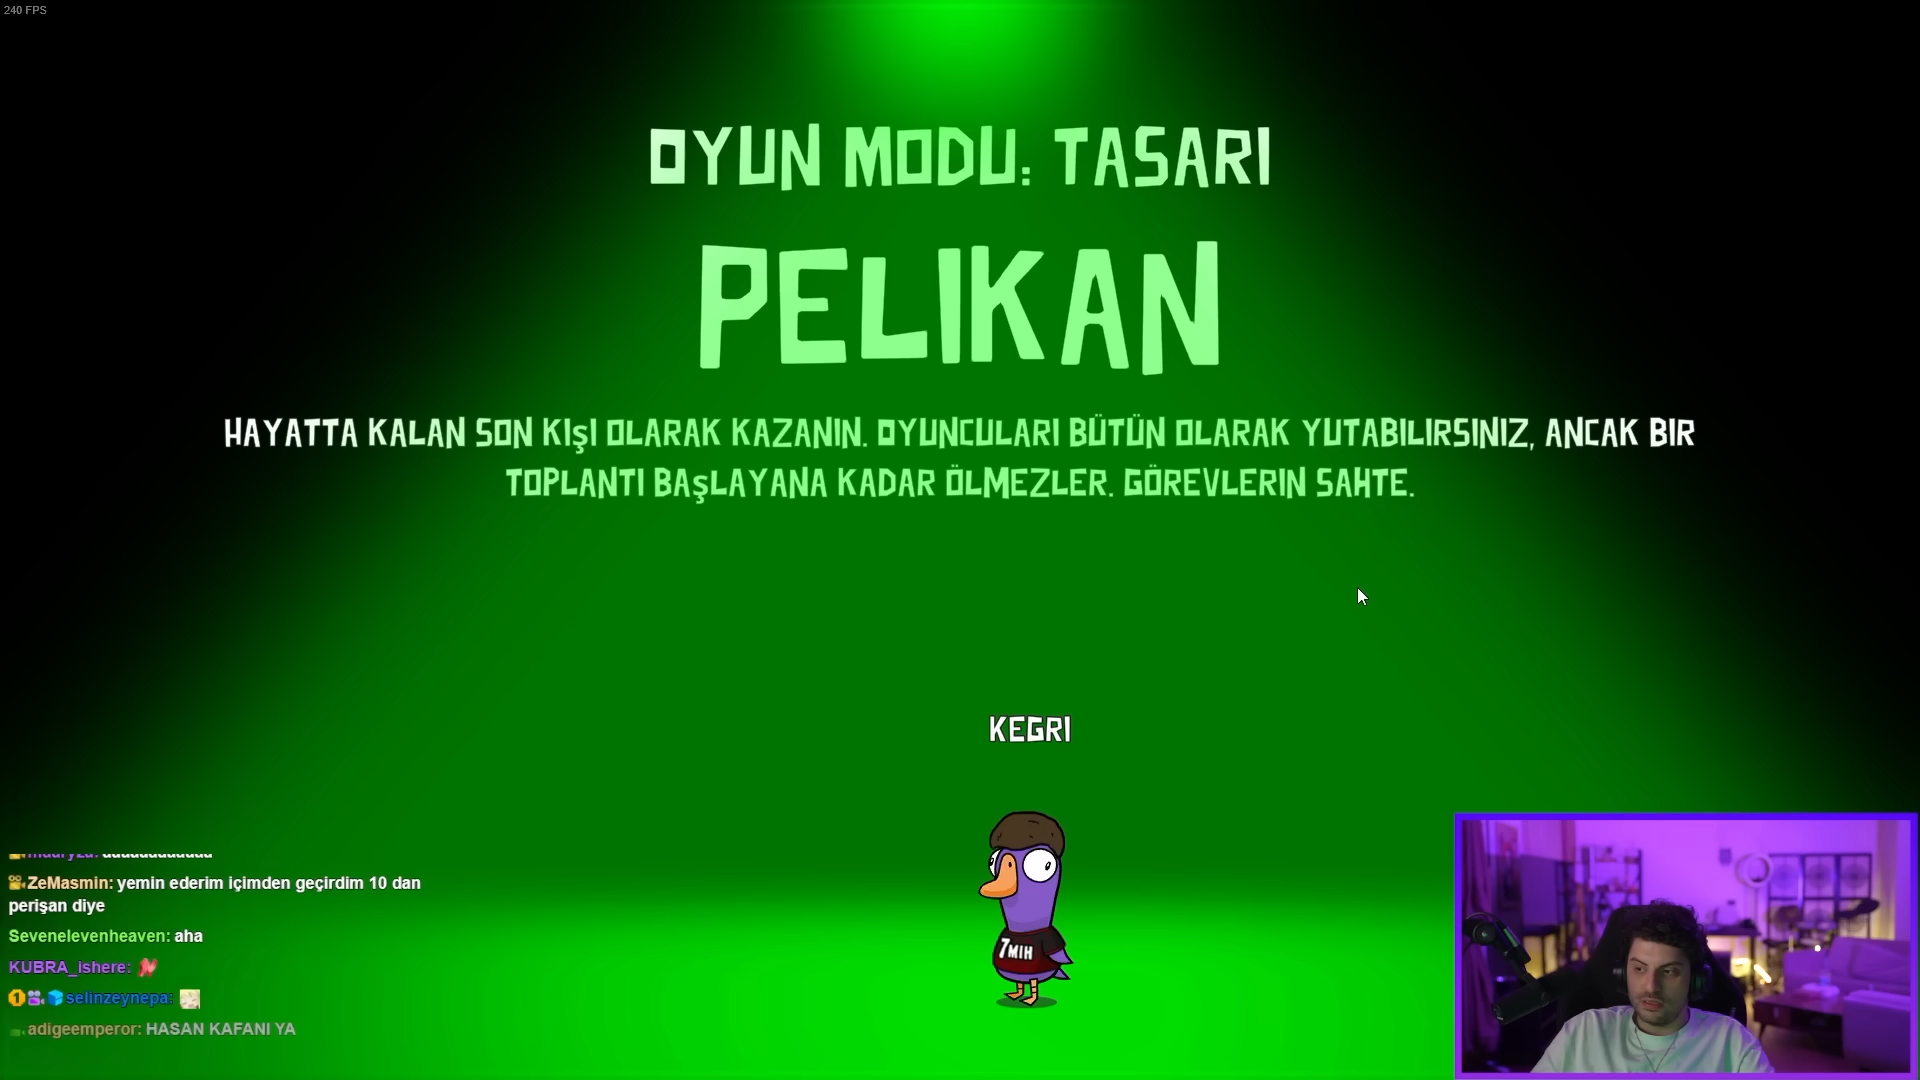 240 FPS
OYUN MODU: TASARI
PELIKAN
HAYATTA KALAN SON KIŞI OLARAK KAZANIN. OYUNCULARI BÜTÜN OLARAK YUTABILIRSINIZ, ANCAK BIR
TOPLANTI BAŞLAYANA KADAR ÖLMEZLER. GÖREVLERIN SAHTE.
KEGRI
7MIH
ZeMasmin: yemin ederim içimden geçirdim 10 dan
perişan diye
Sevenelevenheaven: aha
KUBRA_ishere:
1 selinzeynepa:
adigeemperor: HASAN KAFANI YA